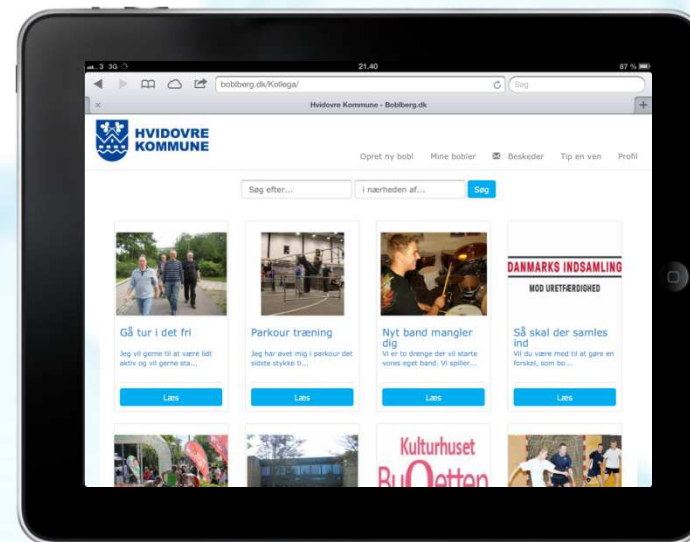 3 3G
21.40
87 %
boblberg.dk/Kollega/
Søg
Hvidovre Kommune - Boblberg.dk
HVIDOVRE
KOMMUNE
Opret ny bobl Mine bobler Beskeder Tip en ven Profil
Søg efter...
i nærheden af...
Søg
Gå tur i det fri
Jeg vil gerne til at være lidt
aktiv og vil gerne sta...
Læs
Parkour træning
Jeg har øvet mig i parkour det
sidste stykke ti...
Læs
Nyt band mangler
dig
Vi er to drenge der vil starte
vores eget band. Vi spiller...
Læs
DANMARKS INDSAMLING
MOD URETFÆRDIGHED
Så skal der samles
ind
Vil du være med til at gøre en
forskel, som bo...
Læs
Kulturhuset